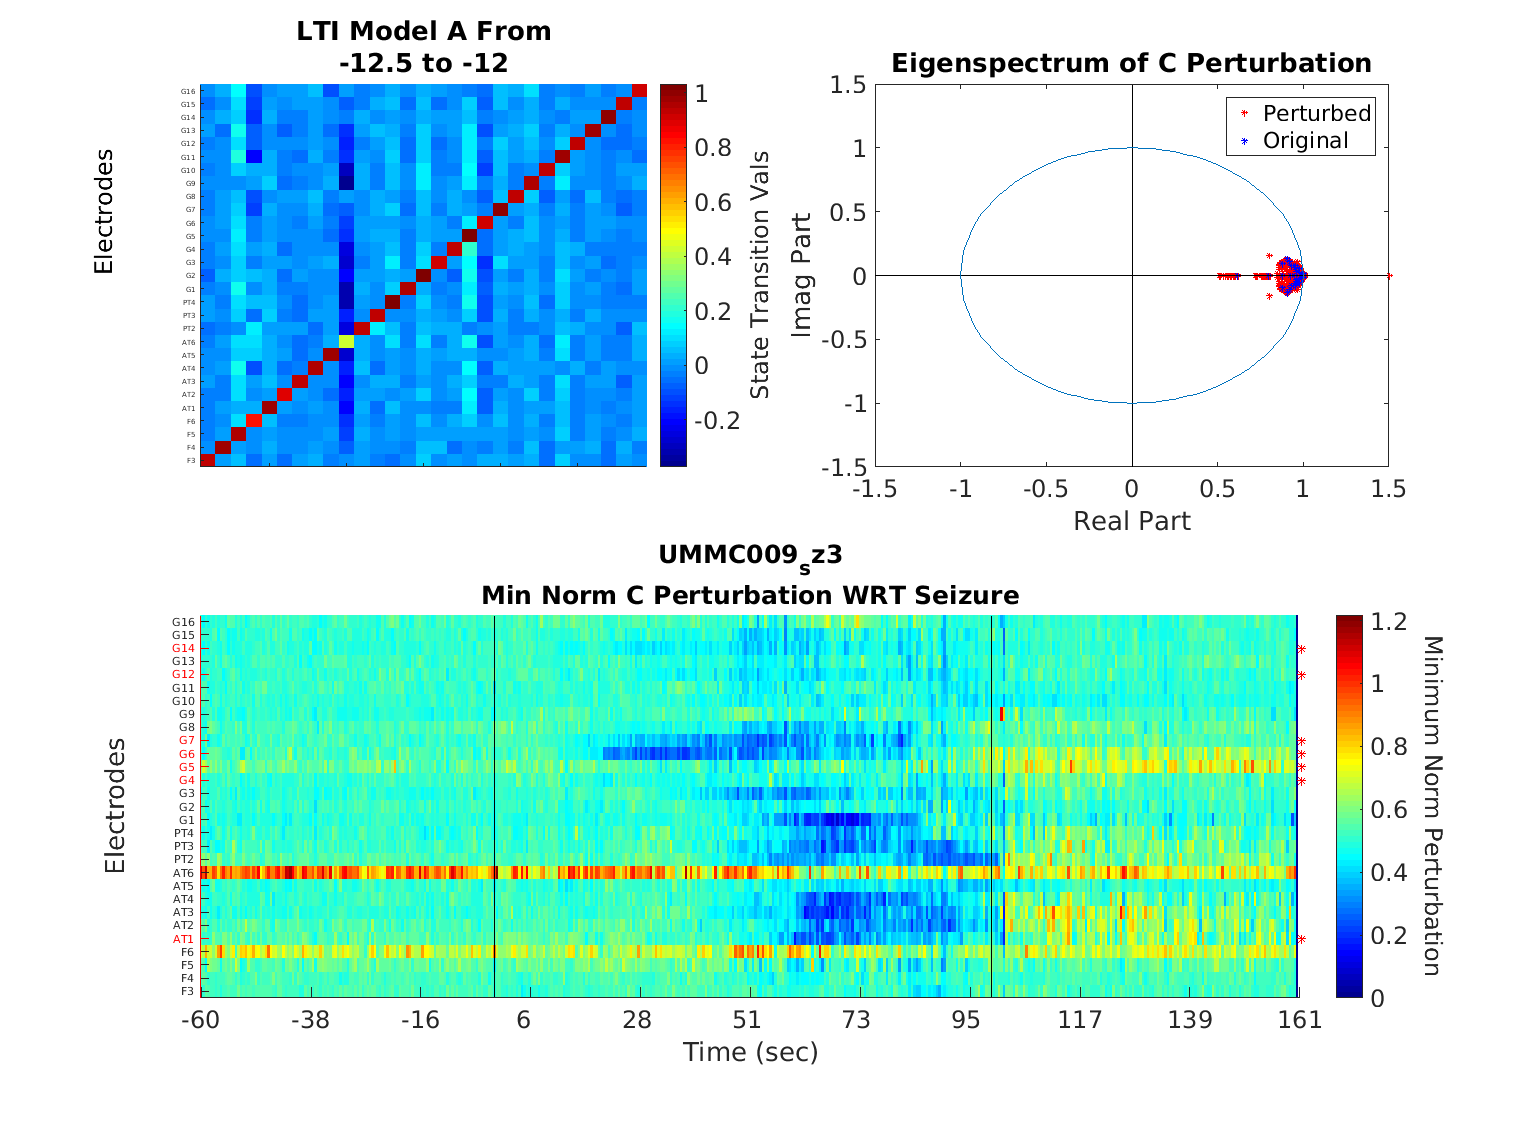 LTI Model A From
-12.5 to -12
Electrodes
G16
G15
G14
G13
G12
G11
G10
G9
G8
G7
G6
G5
G4
G3
G2
G1
PT4
PT3
PT2
AT6
AT5
AT4
AT3
AT2
AT1
F6
F5
F4
F3
1
0.8
0.6
0.4
0.2
0
-0.2
State Transition Vals
Eigenspectrum of C Perturbation
Perturbed
Original
1.5
1
0.5
0
-0.5
-1
-1.5
Imag Part
-1.5 -1 -0.5 0 0.5 1 1.5
Real Part
UMMC009sz3
Min Norm C Perturbation WRT Seizure
Electrodes
G16
G15
G14
G13
G12
G11
G10
G9
G8
G7
G6
G5
G4
G3
G2
G1
PT4
PT3
PT2
AT6
AT5
AT4
AT3
AT2
AT1
F6
F5
F4
F3
-60 -38 -16 6 28 51 73 95 117 139 161
Time (sec)
1.2
1
0.8
0.6
0.4
0.2
0
Minimum Norm Perturbation